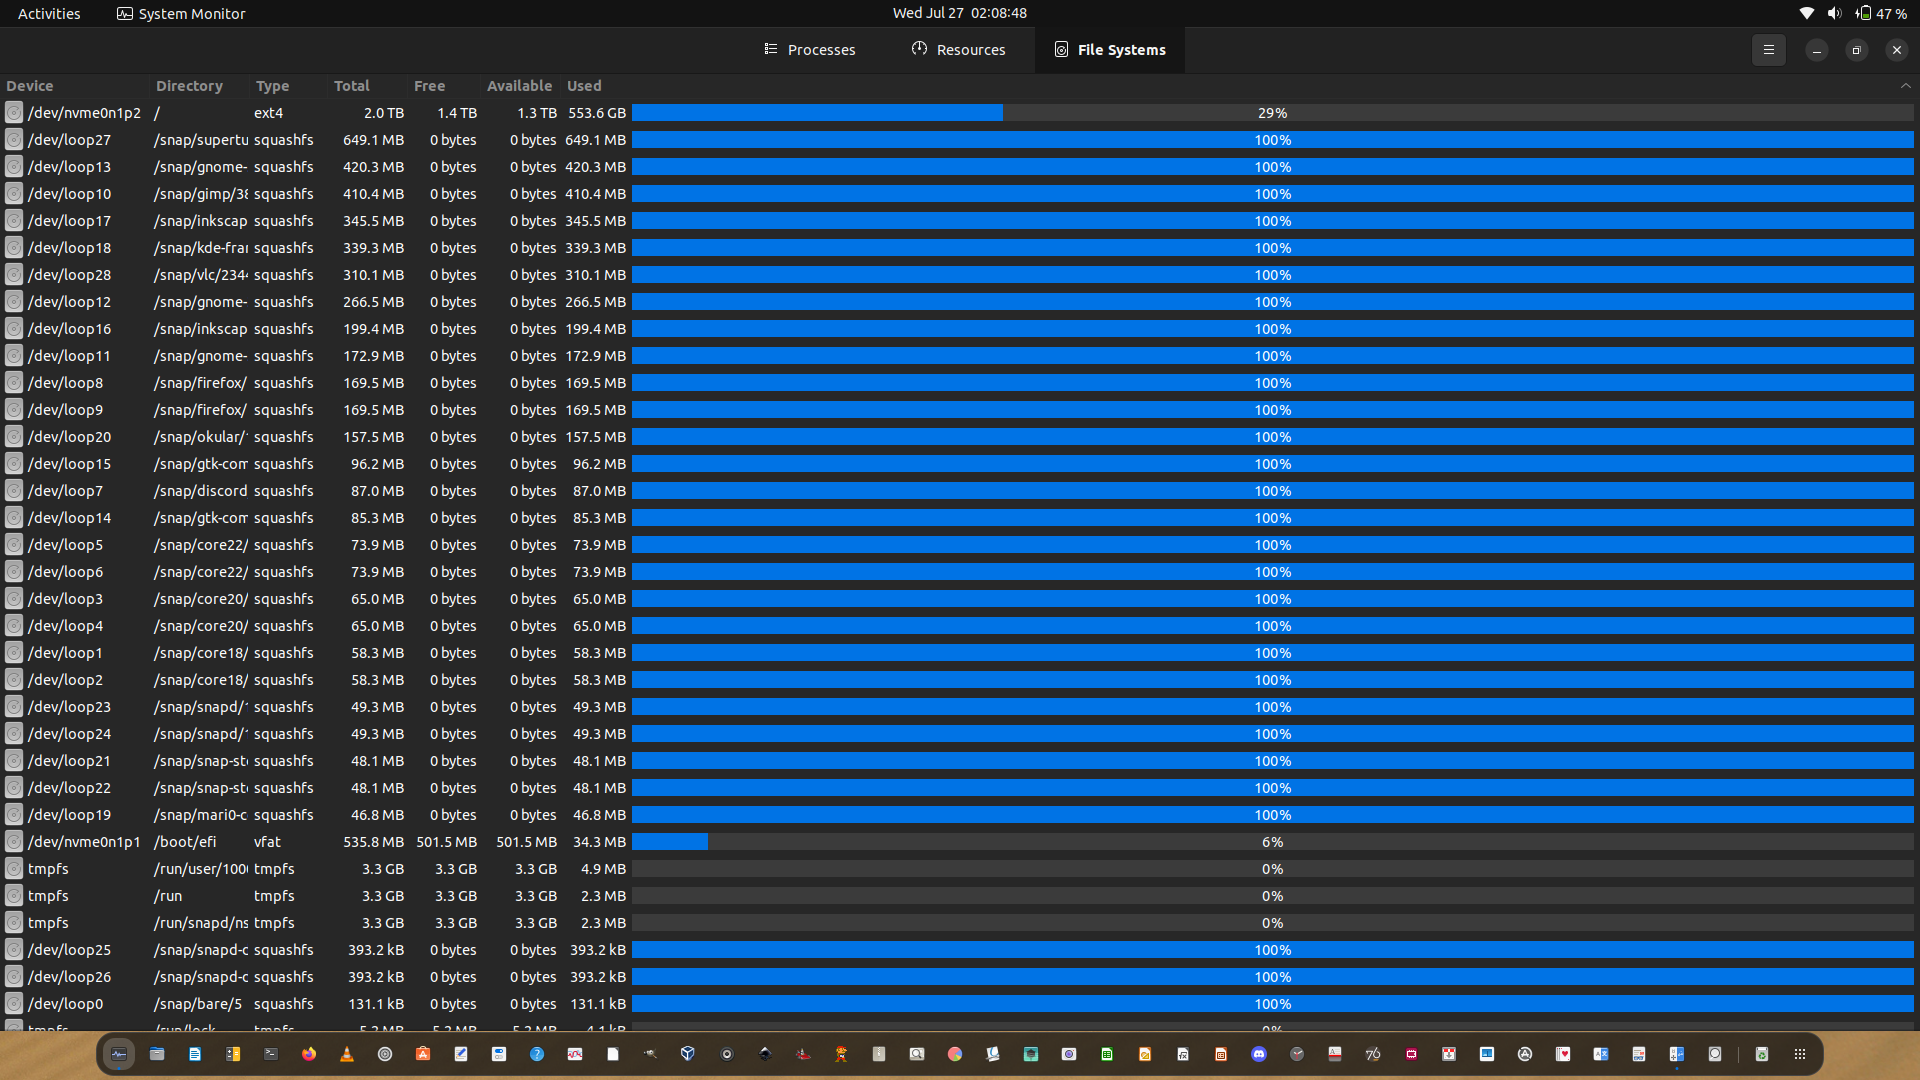 Activities System Monitor Wed Jul 27 02:08:48 47 %
Processes Resources File Systems
Device Directory Type Total Free Available Used
/dev/nvme0n1p2 / ext4 2.0 TB 1.4 TB 1.3 TB 553.6 GB 29%
/dev/loop27 /snap/supertu squashfs 649.1 MB 0 bytes 0 bytes 649.1 MB 100%
/dev/loop13 /snap/gnome- squashfs 420.3 MB 0 bytes 0 bytes 420.3 MB 100%
/dev/loop10 /snap/gimp/38 squashfs 410.4 MB 0 bytes 0 bytes 410.4 MB 100%
/dev/loop17 /snap/inkscap squashfs 345.5 MB 0 bytes 0 bytes 345.5 MB 100%
/dev/loop18 /snap/kde-frar squashfs 339.3 MB 0 bytes 0 bytes 339.3 MB 100%
/dev/loop28 /snap/vlc/2344 squashfs 310.1 MB 0 bytes 0 bytes 310.1 MB 100%
/dev/loop12 /snap/gnome- squashfs 266.5 MB 0 bytes 0 bytes 266.5 MB 100%
/dev/loop16 /snap/inkscap squashfs 199.4 MB 0 bytes 0 bytes 199.4 MB 100%
/dev/loop11 /snap/gnome- squashfs 172.9 MB 0 bytes 0 bytes 172.9 MB 100%
/dev/loop8 /snap/firefox/ squashfs 169.5 MB 0 bytes 0 bytes 169.5 MB 100%
/dev/loop9 /snap/firefox/ squashfs 169.5 MB 0 bytes 0 bytes 169.5 MB 100%
/dev/loop20 /snap/okular/ squashfs 157.5 MB 0 bytes 0 bytes 157.5 MB 100%
/dev/loop15 /snap/gtk-com squashfs 96.2 MB 0 bytes 0 bytes 96.2 MB 100%
/dev/loop7 /snap/discord squashfs 87.0 MB 0 bytes 0 bytes 87.0 MB 100%
/dev/loop14 /snap/gtk-com squashfs 85.3 MB 0 bytes 0 bytes 85.3 MB 100%
/dev/loop5 /snap/core22/ squashfs 73.9 MB 0 bytes 0 bytes 73.9 MB 100%
/dev/loop6 /snap/core22/ squashfs 73.9 MB 0 bytes 0 bytes 73.9 MB 100%
/dev/loop3 /snap/core20/ squashfs 65.0 MB 0 bytes 0 bytes 65.0 MB 100%
/dev/loop4 /snap/core20/ squashfs 65.0 MB 0 bytes 0 bytes 65.0 MB 100%
/dev/loop1 /snap/core18/ squashfs 58.3 MB 0 bytes 0 bytes 58.3 MB 100%
/dev/loop2 /snap/core18/ squashfs 58.3 MB 0 bytes 0 bytes 58.3 MB 100%
/dev/loop23 /snap/snapd/ squashfs 49.3 MB 0 bytes 0 bytes 49.3 MB 100%
/dev/loop24 /snap/snapd/ squashfs 49.3 MB 0 bytes 0 bytes 49.3 MB 100%
/dev/loop21 /snap/snap-st squashfs 48.1 MB 0 bytes 0 bytes 48.1 MB 100%
/dev/loop22 /snap/snap-st squashfs 48.1 MB 0 bytes 0 bytes 48.1 MB 100%
/dev/loop19 /snap/mari0-c squashfs 46.8 MB 0 bytes 0 bytes 46.8 MB 100%
/dev/nvme0n1p1 /boot/efi vfat 535.8 MB 501.5 MB 501.5 MB 34.3 MB 6%
tmpfs /run/user/100 tmpfs 3.3 GB 3.3 GB 3.3 GB 4.9 MB 0%
tmpfs /run tmpfs 3.3 GB 3.3 GB 3.3 GB 2.3 MB 0%
tmpfs /run/snapd/ns tmpfs 3.3 GB 3.3 GB 3.3 GB 2.3 MB 0%
/dev/loop25 /snap/snapd-c squashfs 393.2 kB 0 bytes 0 bytes 393.2 kB 100%
/dev/loop26 /snap/snapd-c squashfs 393.2 kB 0 bytes 0 bytes 393.2 kB 100%
/dev/loop0 /snap/bare/5 squashfs 131.1 kB 0 bytes 0 bytes 131.1 kB 100%
tmpfs /run/lock tmpfs 5.2 MB 5.2 MB 5.2 MB 4.1 kB 0%